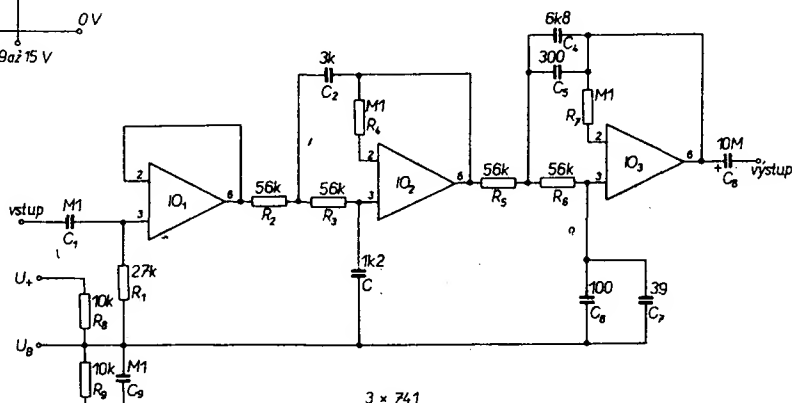 0 V
9 až 15 V
6k8
C4
300
C5
M1
R7
3k
C2
M1
R4
2
6
IO1
3
vstup
M1
C1
27k
R1
56k
R2
56k
R3
2
6
IO2
3
1k2
C
56k
R5
56k
R6
2
6
IO3
3
10M
+
C8
výstup
100
C6
39
C7
U+
10k
R8
UB
10k
R9
M1
C9
3 × 741